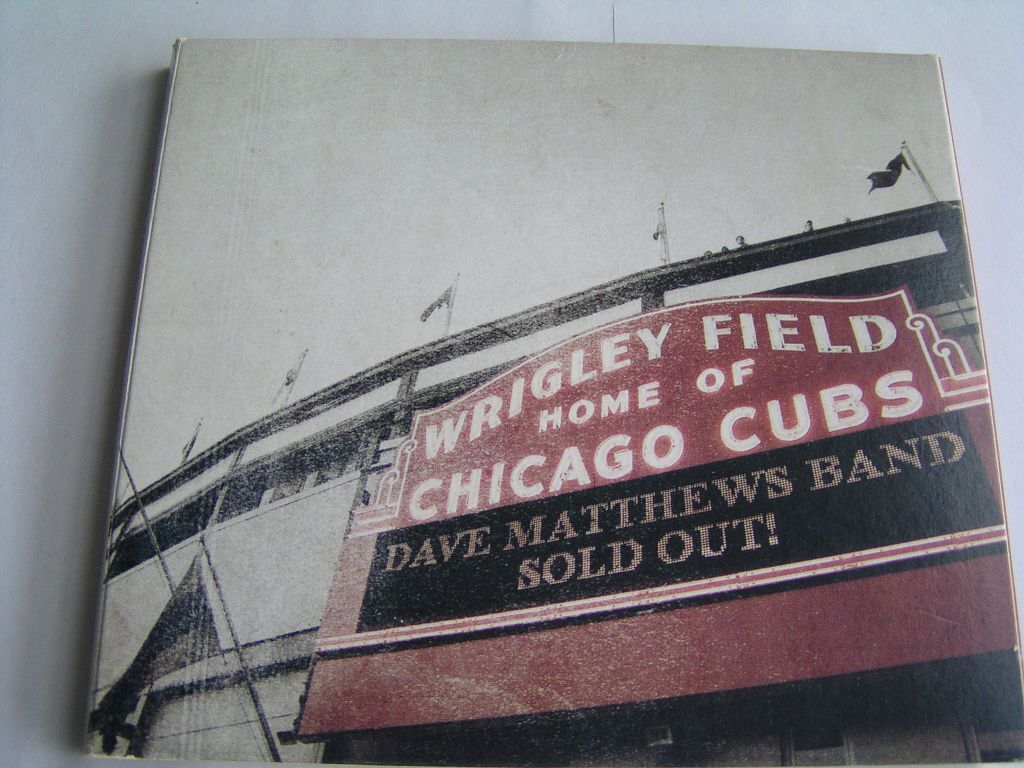 WRIGLEY FIELD
HOME OF
CHICAGO CUBS
DAVE MATTHEWS BAND
SOLD OUT!